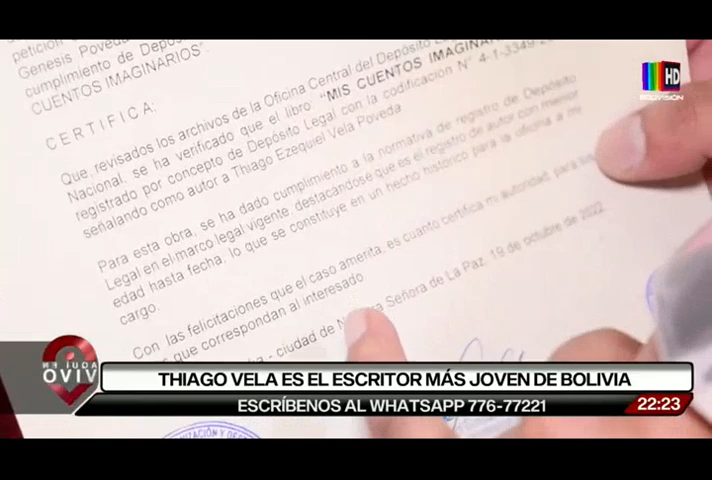 petición
Genesis Poveda
cumplimiento de Depós
CUENTOS IMAGINARIOS".
CERTIFICA:
Que, revisados los archivos de la Oficina Central del Depósito
Nacional, se ha verificado que el libro "MIS CUENTOS IMAGINAR
registrado por concepto de Depósito Legal con la codificación N° 4-1-3349-2
señalando como autor a Thiago Ezequiel Vela Poveda
Para esta obra, se ha dado cumplimiento a la normativa de registro de Depósito
Legal en el marco legal vigente, destacándose que es el registro de autor con menor
edad hasta fecha, lo que se constituye en un hecho histórico para la oficina a mi
cargo.
Con las felicitaciones que el caso amerita, es cuanto certifica mi autoridad, para los
que correspondan al interesado
ciudad de Señora de La Paz, 19 de octubre de 2022
HD
AQUÍ EN
VIVO
THIAGO VELA ES EL ESCRITOR MÁS JOVEN DE BOLIVIA
ESCRÍBENOS AL WHATSAPP 776-77221
22:23